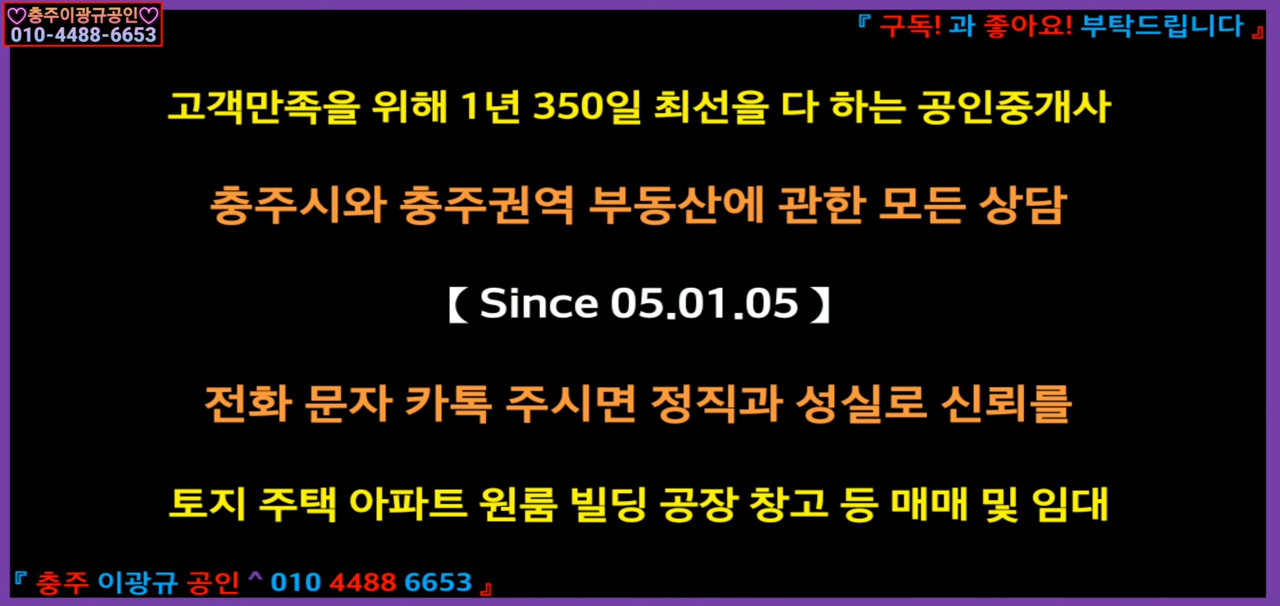 ♡충주이광규공인♡
010-4488-6653
『 구독! 과 좋아요! 부탁드립니다 』
고객만족을 위해 1년 350일 최선을 다 하는 공인중개사
충주시와 충주권역 부동산에 관한 모든 상담
【 Since 05.01.05 】
전화 문자 카톡 주시면 정직과 성실로 신뢰를
토지 주택 아파트 원룸 빌딩 공장 창고 등 매매 및 임대
『 충주 이광규 공인 ^ 010 4488 6653 』